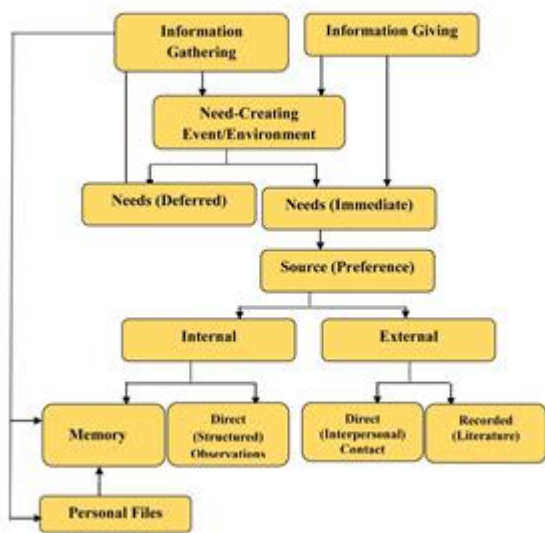 Information
Gathering
Information Giving
Need-Creating
Event/Environment
Needs (Deferred)
Needs (Immediate)
Source (Preference)
Internal
External
Memory
Direct
(Structured)
Observations
Direct
(Interpersonal)
Contact
Recorded
(Literature)
Personal Files